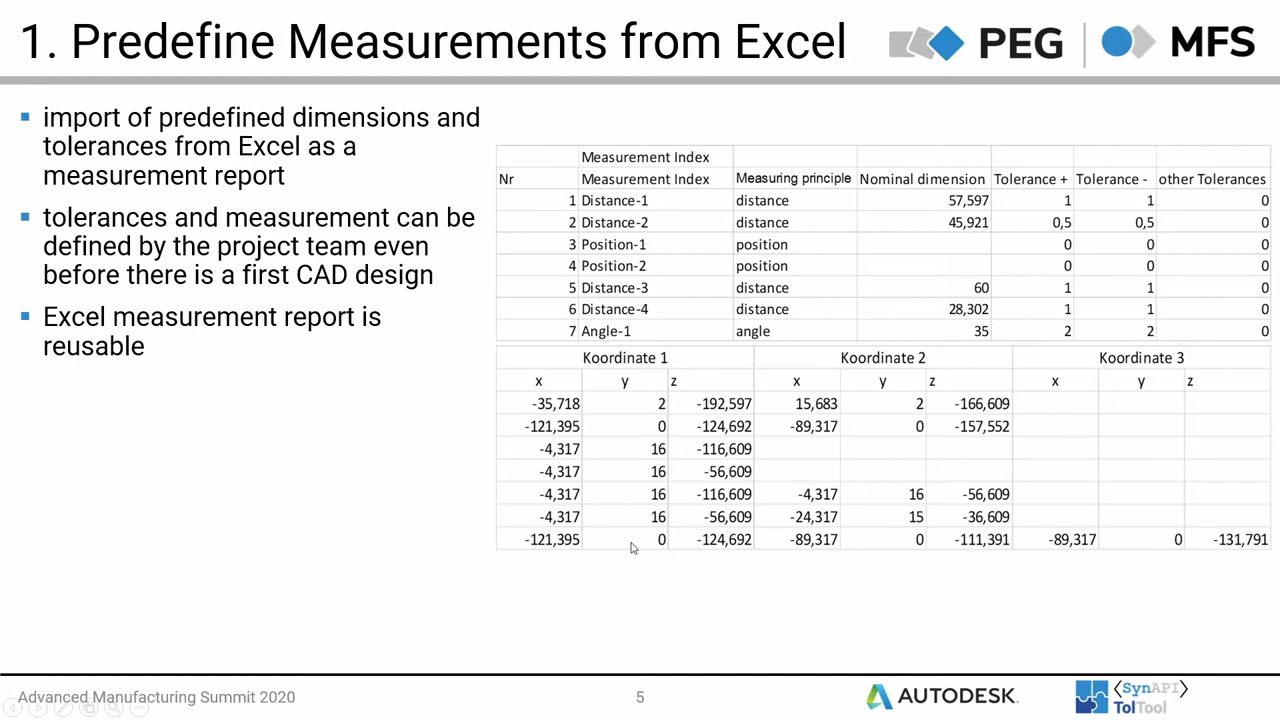 1. Predefine Measurements from Excel
PEG
MFS
import of predefined dimensions and
tolerances from Excel as a
measurement report
tolerances and measurement can be
defined by the project team even
before there is a first CAD design
Excel measurement report is
reusable
Measurement Index
Nr Measurement Index Measuring principle Nominal dimension Tolerance + Tolerance - other Tolerances
1 Distance-1 distance 57,597 1 1 0
2 Distance-2 distance 45,921 0,5 0,5 0
3 Position-1 position 0 0 0
4 Position-2 position 0 0 0
5 Distance-3 distance 60 1 1 0
6 Distance-4 distance 28,302 1 1 0
7 Angle-1 angle 35 2 2 0
Koordinate 1 Koordinate 2 Koordinate 3
x y z x y z x y z
-35,718 2 -192,597 15,683 2 -166,609
-121,395 0 -124,692 -89,317 0 -157,552
-4,317 16 -116,609
-4,317 16 -56,609
-4,317 16 -116,609 -4,317 16 -56,609
-4,317 16 -56,609 -24,317 15 -36,609
-121,395 0 -124,692 -89,317 0 -111,391 -89,317 0 -131,791
Advanced Manufacturing Summit 2020
5
AUTODESK.
<SynAPI>
TolTool